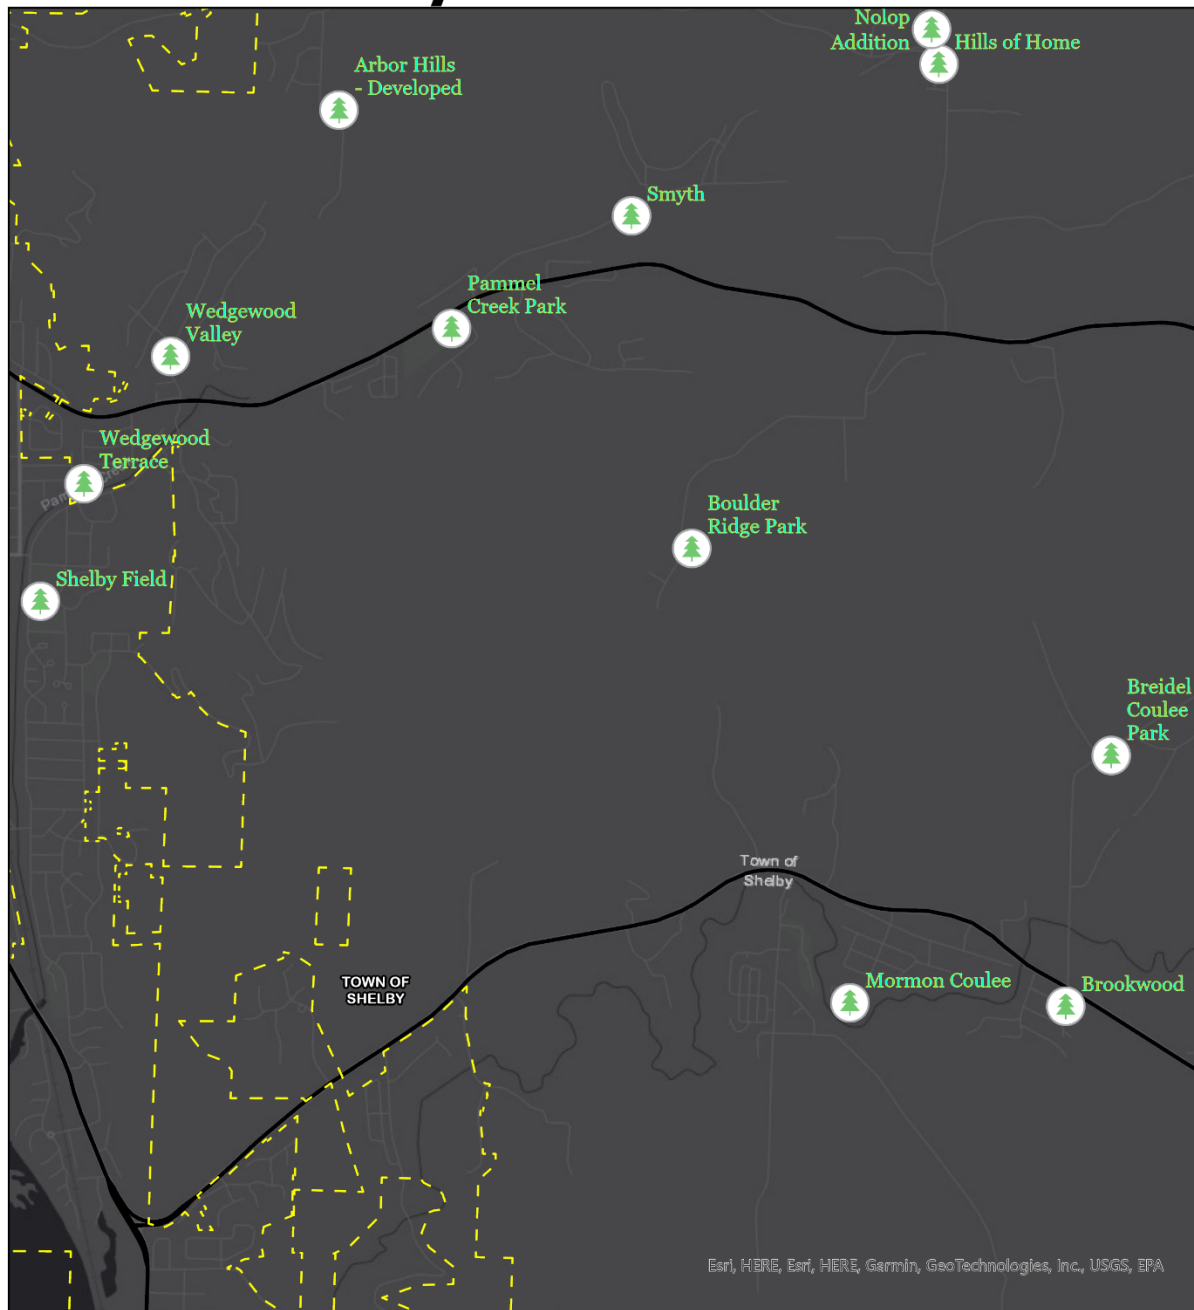 Nolop
Addition
Hills of Home
Arbor Hills
- Developed
Smyth
Pammel
Creek Park
Wedgewood
Valley
Wedgewood
Terrace
Boulder
Ridge Park
Shelby Field
Breidel
Coulee
Park
Town of
Shelby
TOWN OF
SHELBY
Mormon Coulee
Brookwood
Esri, HERE, Esri, HERE, Garmin, GeoTechnologies, Inc., USGS, EPA